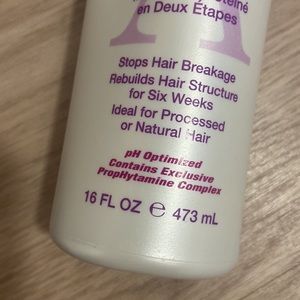 en Deux Étapes
Stops Hair Breakage
Rebuilds Hair Structure
for Six Weeks
Ideal for Processed
or Natural Hair
pH Optimized
Contains Exclusive
PropHytamine Complex
16 FL OZ ℮ 473 mL